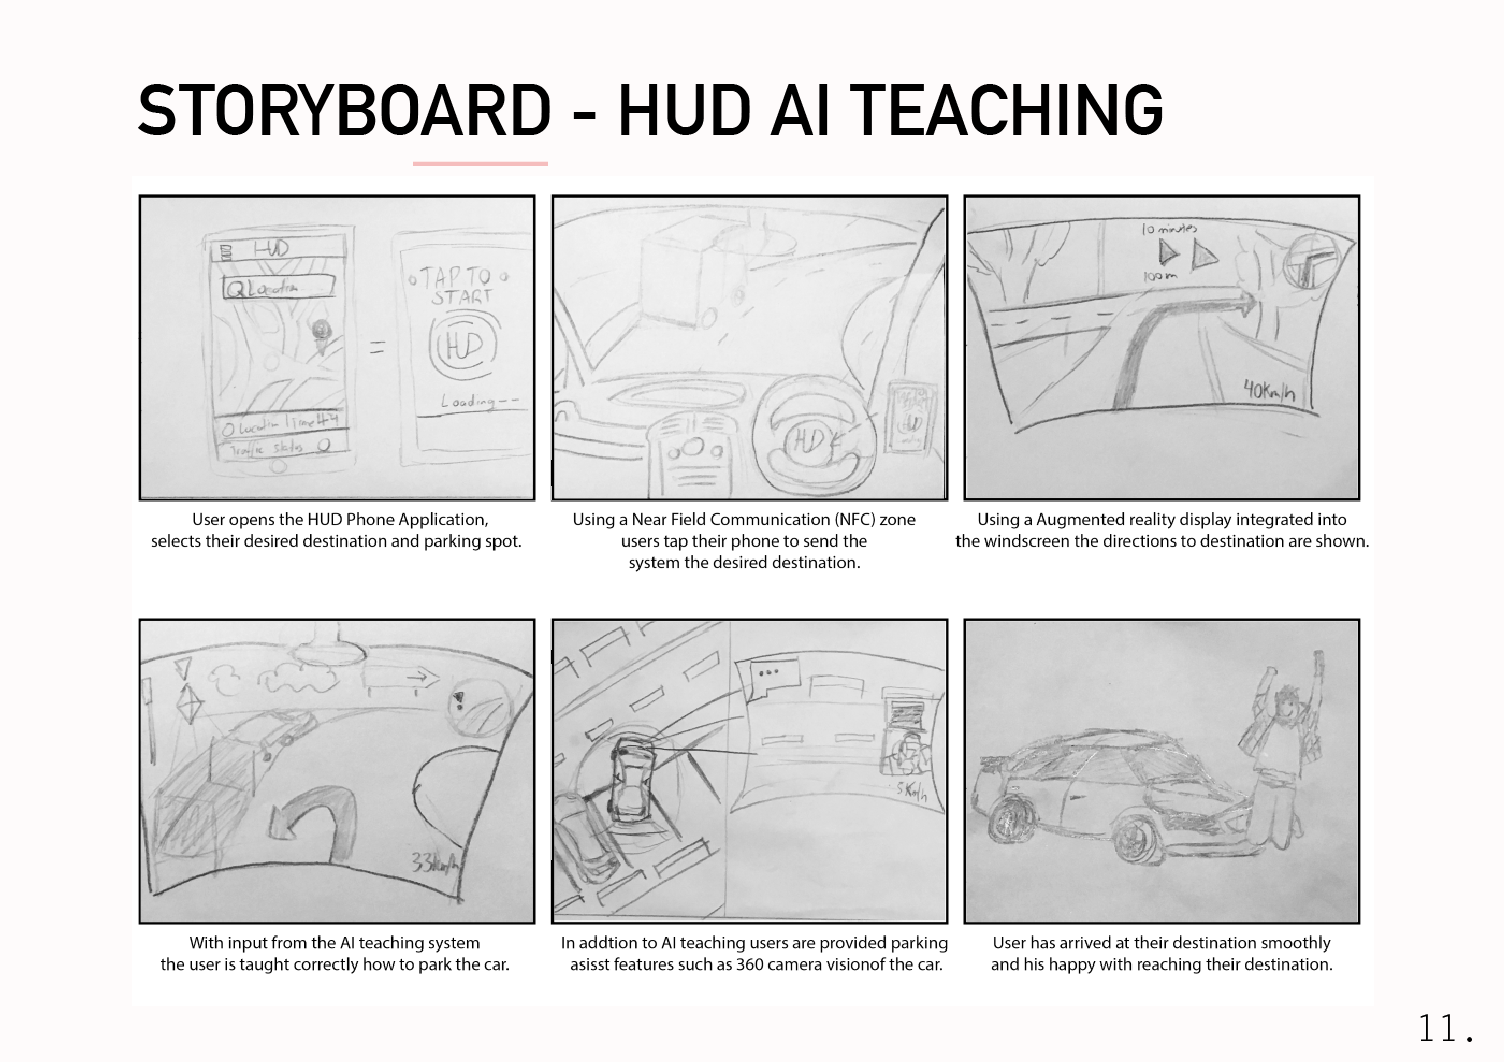 STORYBOARD - HUD AI TEACHING
HUD
Location
TAP TO
START
HUD
Loading--
Traffic Status
HUD
10 minutes
100m
40Km/h
User opens the HUD Phone Application,
selects their desired destination and parking spot.
Using a Near Field Communication (NFC) zone
users tap their phone to send the
system the desired destination.
Using a Augmented reality display integrated into
the windscreen the directions to destination are shown.
33km/h
5Km/h
With input from the AI teaching system
the user is taught correctly how to park the car.
In addtion to AI teaching users are provided parking
asisst features such as 360 camera visionof the car.
User has arrived at their destination smoothly
and his happy with reaching their destination.
11.